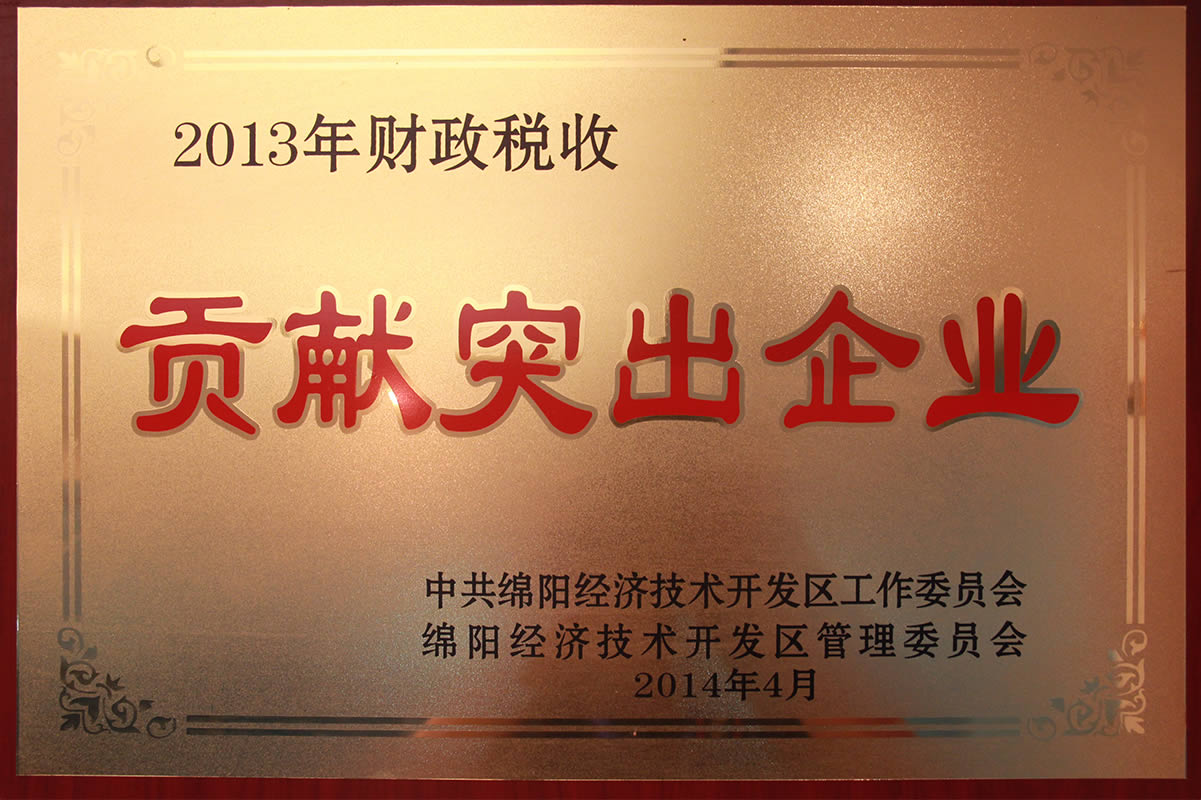 2013年财政税收
贡献突出企业
中共绵阳经济技术开发区工作委员会
绵阳经济技术开发区管理委员会
2014年4月